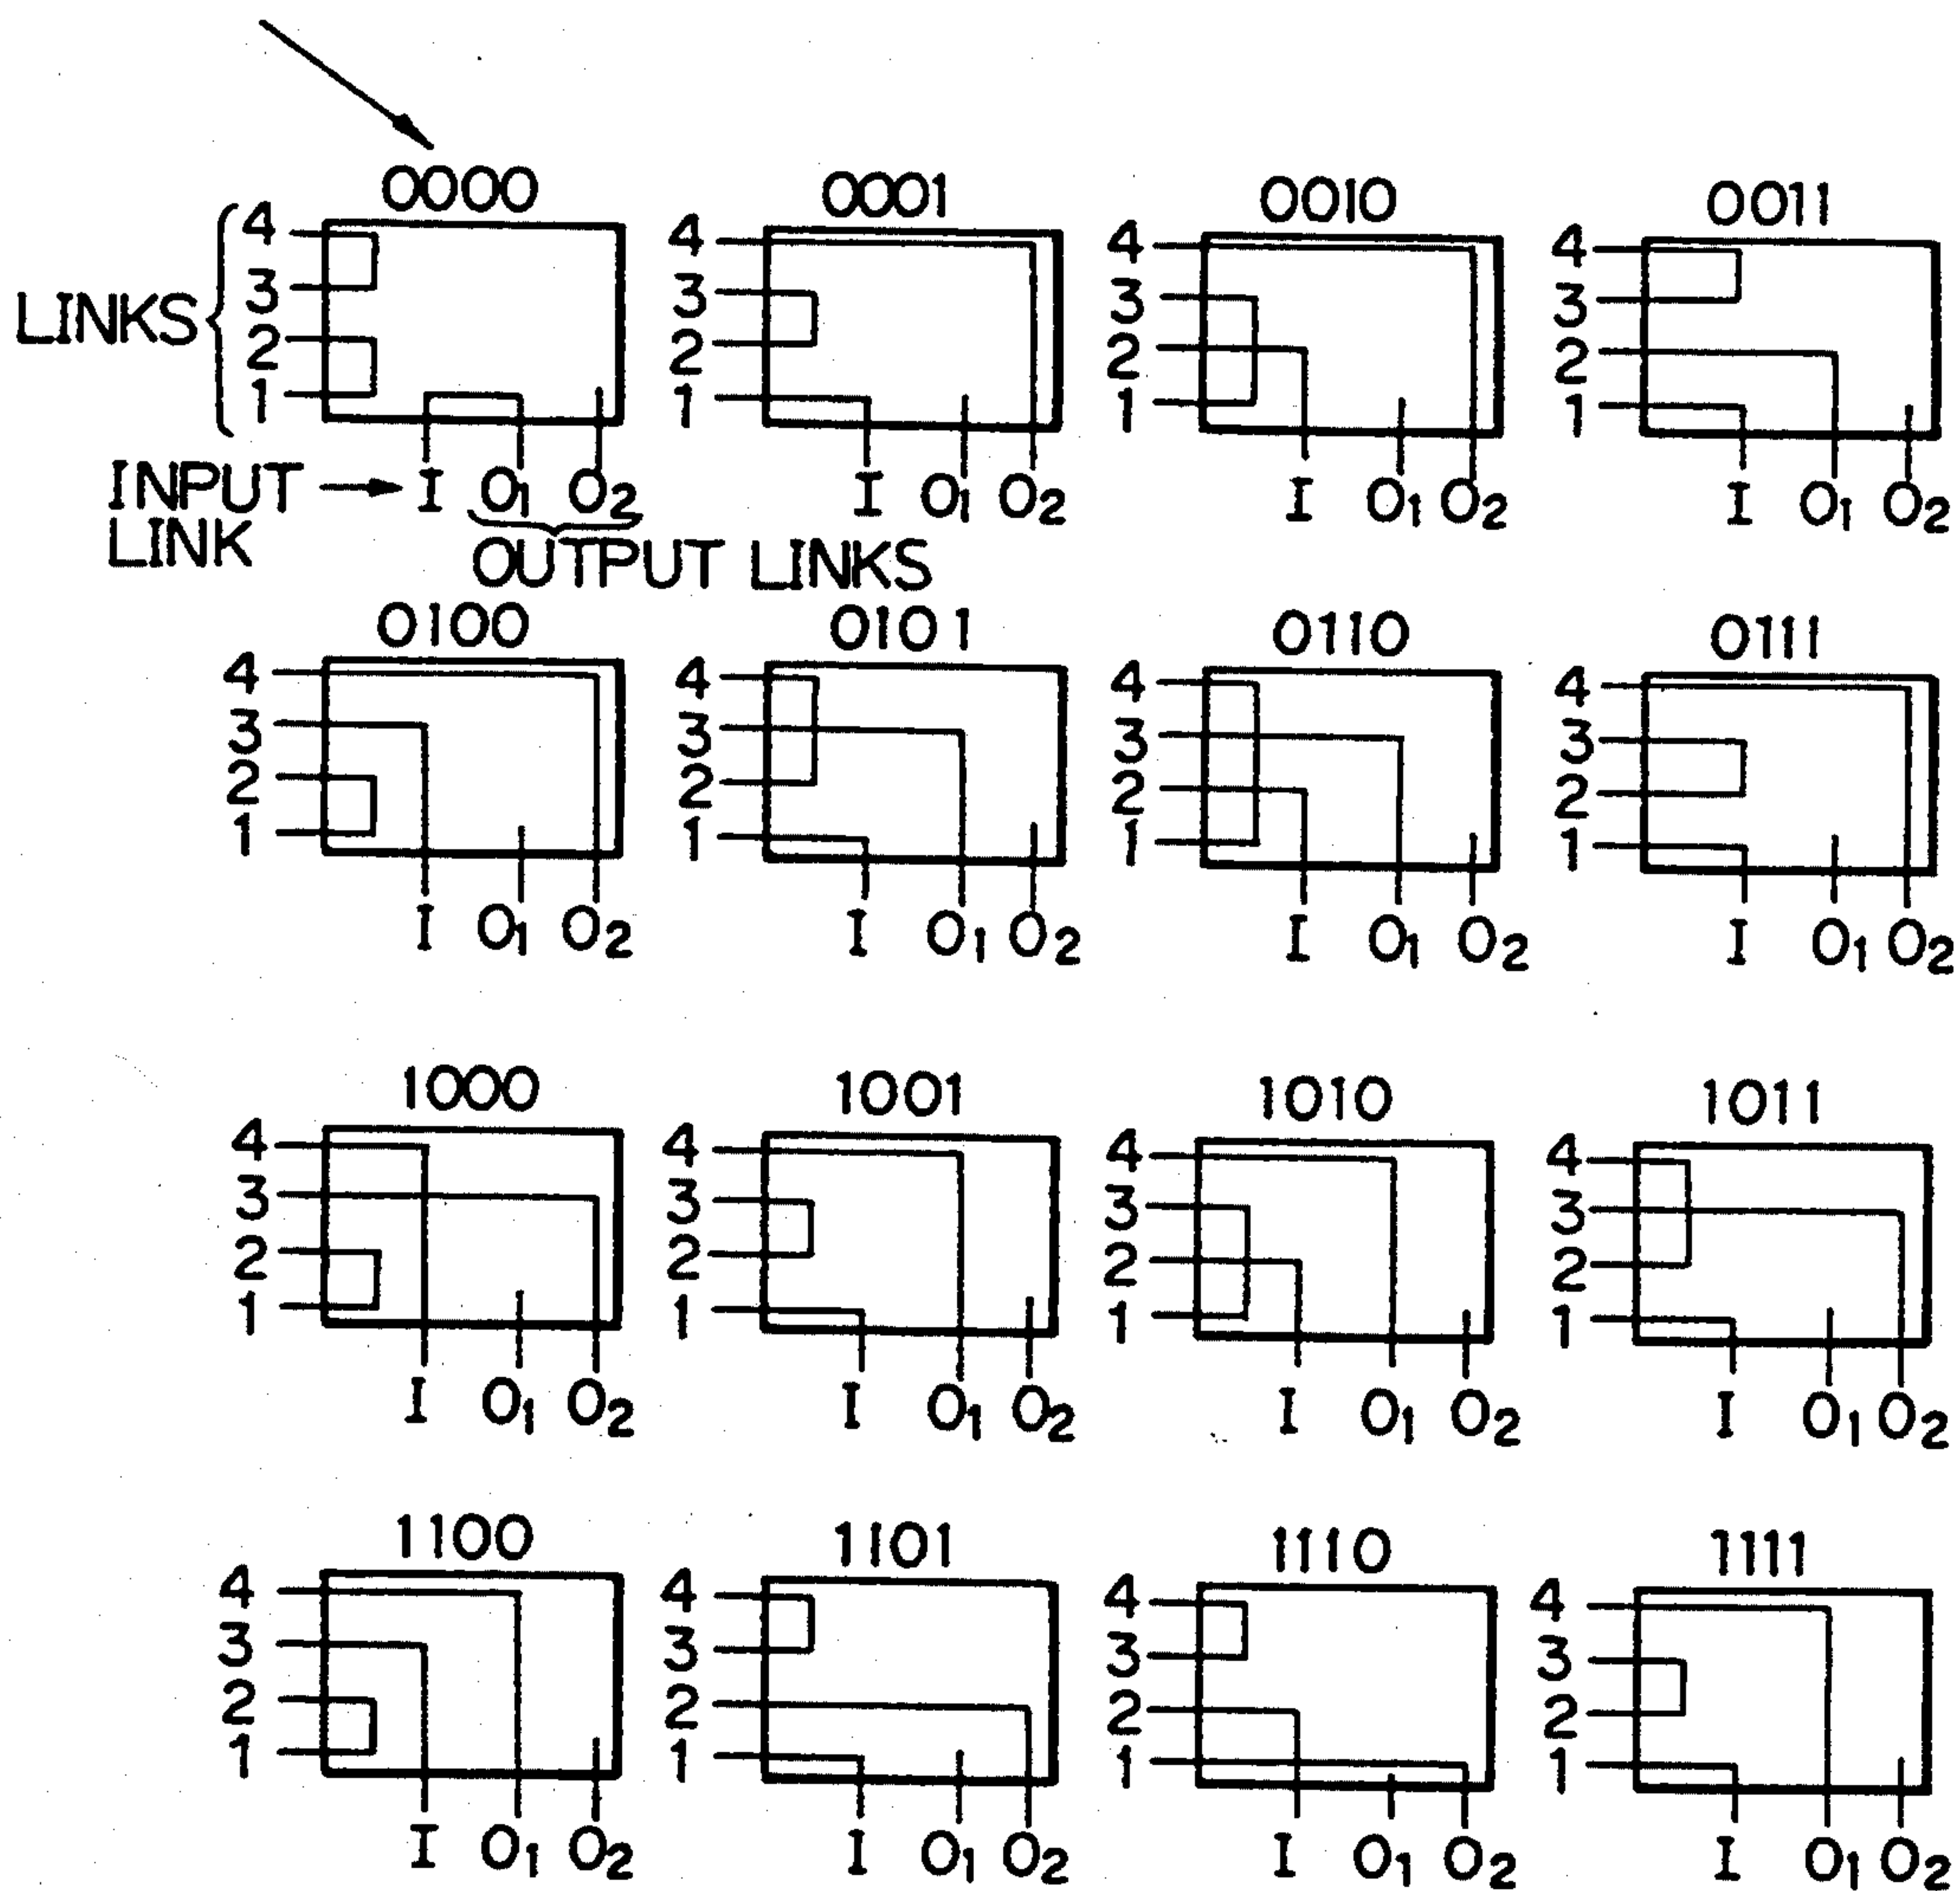 0000 0001 0010 0011
4 4 4 4
3 3 3 3
LINKS
2 2 2 2
1 1 1 1
INPUT → I O1 O2 I O1 O2 I O1 O2 I O1 O2
LINK
OUTPUT LINKS
0100 0101 0110 0111
4 4 4 4
3 3 3 3
2 2 2 2
1 1 1 1
I O1 O2 I O1 O2 I O1 O2 I O1 O2
1000 1001 1010 1011
4 4 4 4
3 3 3 3
2 2 2 2
1 1 1 1
I O1 O2 I O1 O2 I O1 O2 I O1 O2
1100 1101 1110 1111
4 4 4 4
3 3 3 3
2 2 2 2
1 1 1 1
I O1 O2 I O1 O2 I O1 O2 I O1 O2